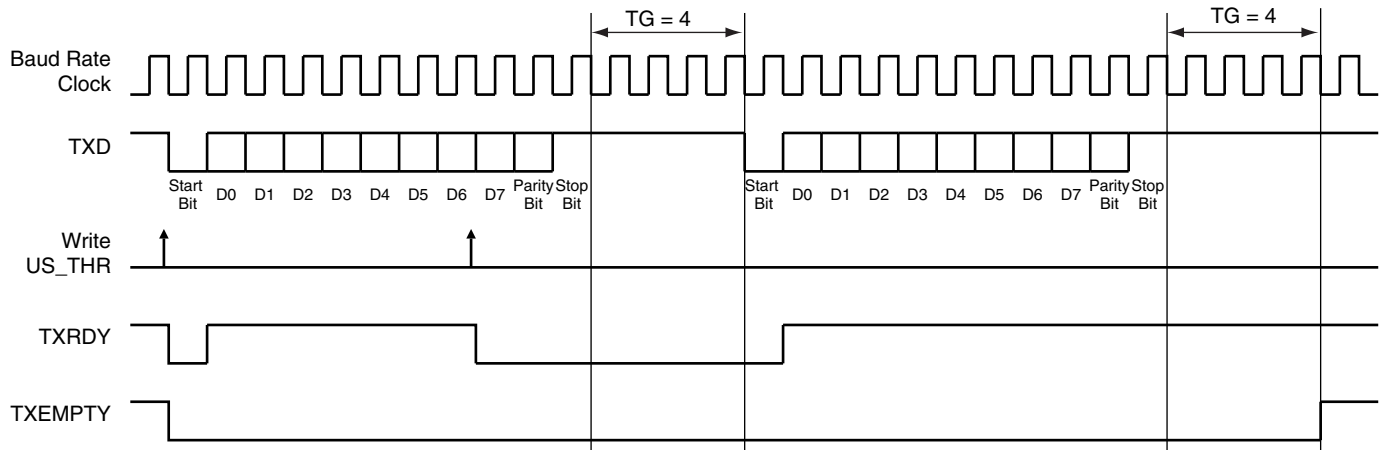 TG = 4
TG = 4
Baud Rate
Clock
TXD
Start
Bit
D0
D1
D2
D3
D4
D5
D6
D7
Parity
Bit
Stop
Bit
Start
Bit
D0
D1
D2
D3
D4
D5
D6
D7
Parity
Bit
Stop
Bit
Write
US_THR
TXRDY
TXEMPTY